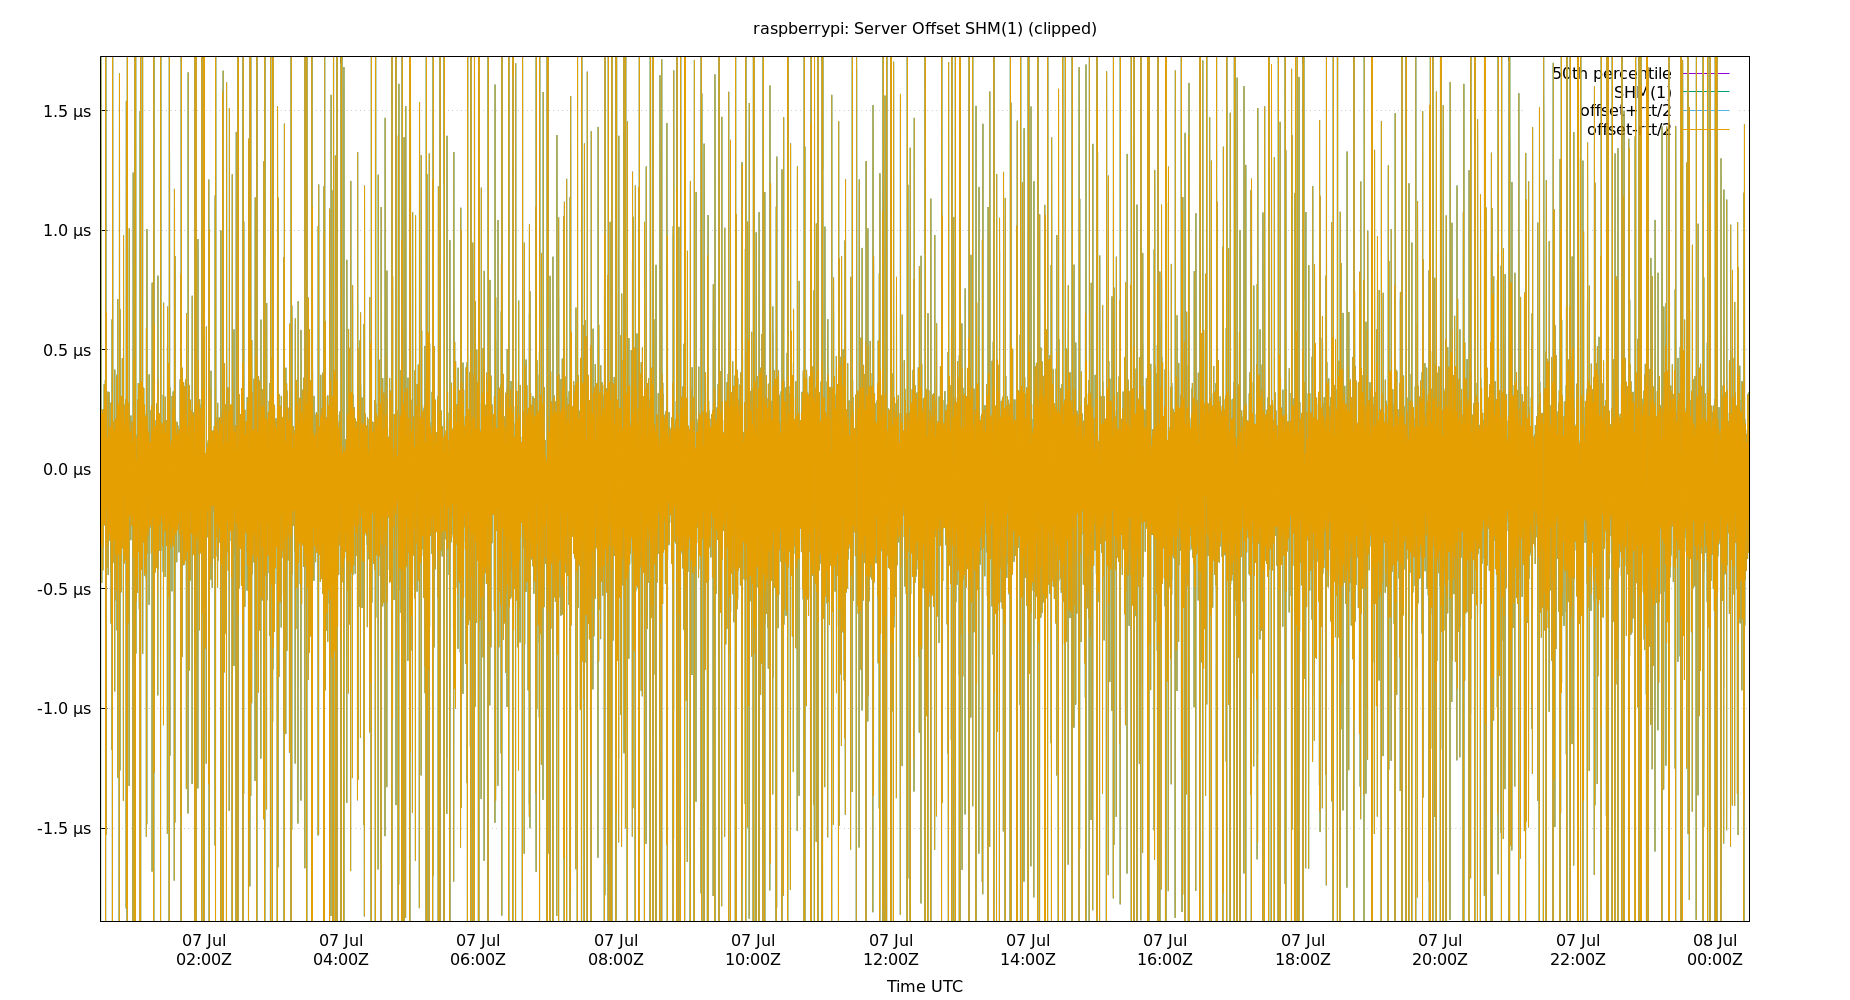 raspberrypi: Server Offset SHM(1) (clipped)
50th percentile
SHM(1)
offset+rtt/2
offset-rtt/2
1.5 µs
1.0 µs
0.5 µs
0.0 µs
-0.5 µs
-1.0 µs
-1.5 µs
07 Jul 07 Jul 07 Jul 07 Jul 07 Jul 07 Jul 07 Jul 07 Jul 07 Jul 07 Jul 07 Jul 08 Jul
02:00Z 04:00Z 06:00Z 08:00Z 10:00Z 12:00Z 14:00Z 16:00Z 18:00Z 20:00Z 22:00Z 00:00Z
Time UTC